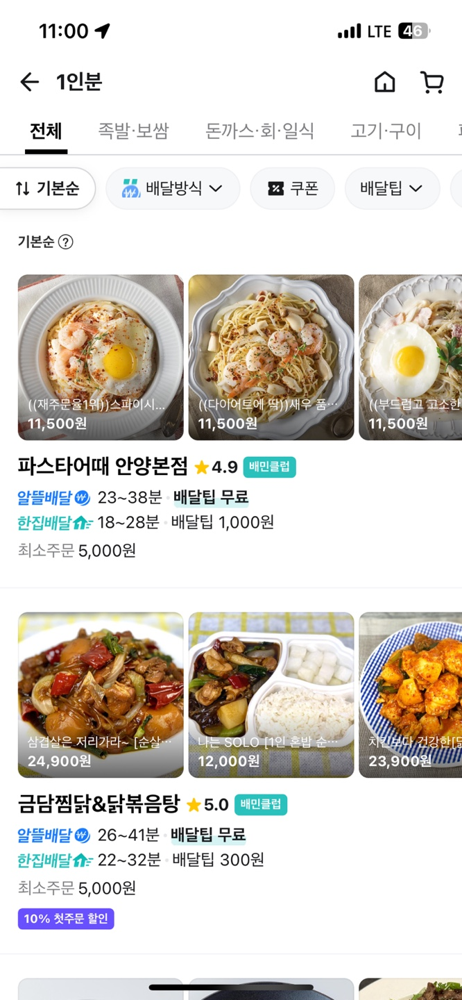 11:00 LTE 46
1인분
전체 족발·보쌈 돈까스·회·일식 고기·구이
기본순 배달방식 쿠폰 배달팁
기본순 ?
((재주문율1위))스파이시... ((다이어트에 딱))새우 품... ((부드럽고 고소한
11,500원 11,500원 11,500원
파스타어때 안양본점 4.9 배민클럽
알뜰배달 23~38분 · 배달팁 무료
한집배달 18~28분 · 배달팁 1,000원
최소주문 5,000원
삼겹살은 저리가라~ [순살... 나는 SOLO [1인 혼밥 순... 치킨보다 건강한[닭
24,900원 12,000원 23,900원
금담찜닭&닭볶음탕 5.0 배민클럽
알뜰배달 26~41분 · 배달팁 무료
한집배달 22~32분 · 배달팁 300원
최소주문 5,000원
10% 첫주문 할인